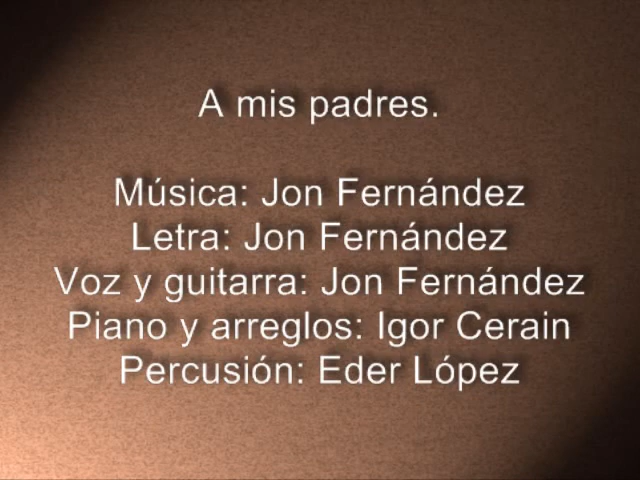 A mis padres.
Música: Jon Fernández
Letra: Jon Fernández
Voz y guitarra: Jon Fernández
Piano y arreglos: Igor Cerain
Percusión: Eder López